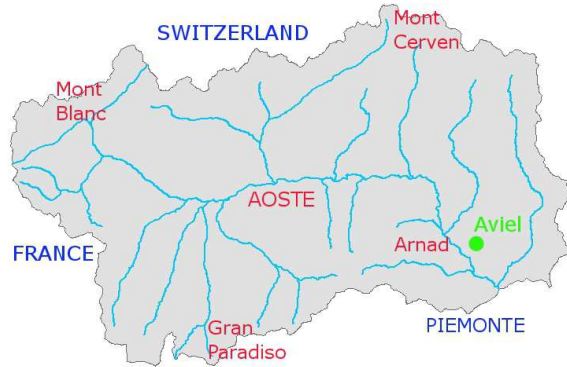 SWITZERLAND
Mont
Cerven
Mont
Blanc
AOSTE
Aviel
Arnad
FRANCE
PIEMONTE
Gran
Paradiso